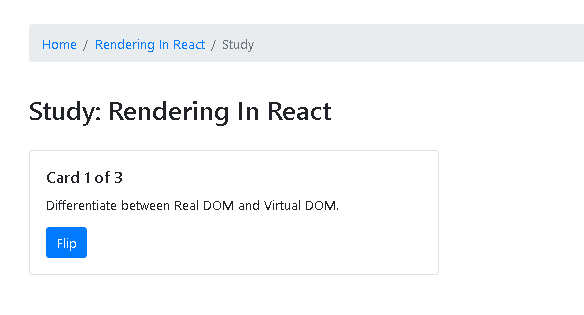 Home / Rendering In React / Study
Study: Rendering In React
Card 1 of 3
Differentiate between Real DOM and Virtual DOM.
Flip